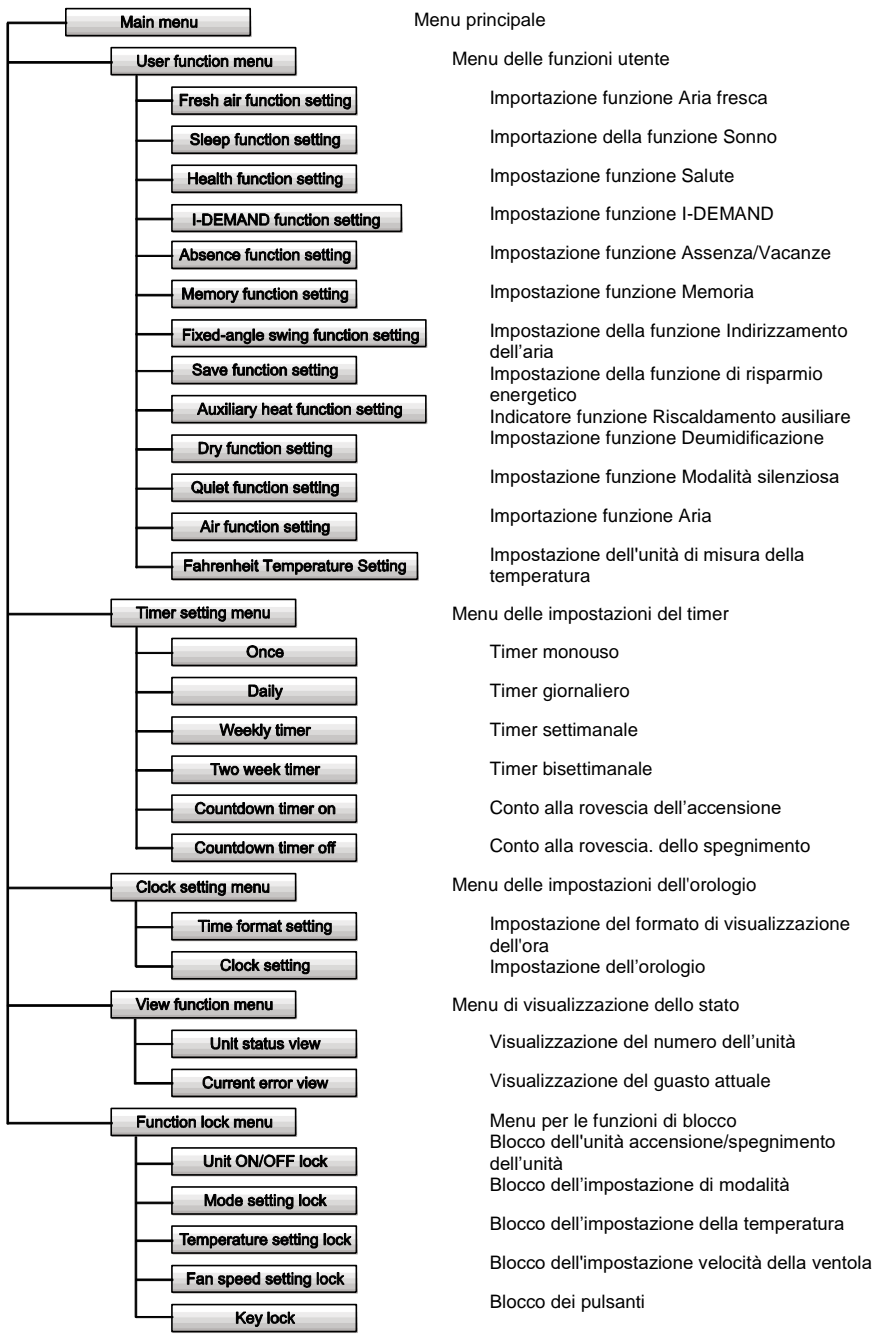 Main menu Menu principale
User function menu Menu delle funzioni utente
Fresh air function setting Importazione funzione Aria fresca
Sleep function setting Importazione della funzione Sonno
Health function setting Impostazione funzione Salute
I-DEMAND function setting Impostazione funzione I-DEMAND
Absence function setting Impostazione funzione Assenza/Vacanze
Memory function setting Impostazione funzione Memoria
Fixed-angle swing function setting Impostazione della funzione Indirizzamento
dell’aria
Save function setting Impostazione della funzione di risparmio
energetico
Auxiliary heat function setting Indicatore funzione Riscaldamento ausiliare
Dry function setting Impostazione funzione Deumidificazione
Quiet function setting Impostazione funzione Modalità silenziosa
Air function setting Importazione funzione Aria
Fahrenheit Temperature Setting Impostazione dell'unità di misura della
temperatura
Timer setting menu Menu delle impostazioni del timer
Once Timer monouso
Daily Timer giornaliero
Weekly timer Timer settimanale
Two week timer Timer bisettimanale
Countdown timer on Conto alla rovescia dell’accensione
Countdown timer off Conto alla rovescia. dello spegnimento
Clock setting menu Menu delle impostazioni dell'orologio
Time format setting Impostazione del formato di visualizzazione
dell'ora
Clock setting Impostazione dell’orologio
View function menu Menu di visualizzazione dello stato
Unit status view Visualizzazione del numero dell’unità
Current error view Visualizzazione del guasto attuale
Function lock menu Menu per le funzioni di blocco
Unit ON/OFF lock Blocco dell'unità accensione/spegnimento
dell’unità
Mode setting lock Blocco dell’impostazione di modalità
Temperature setting lock Blocco dell’impostazione della temperatura
Fan speed setting lock Blocco dell'impostazione velocità della ventola
Key lock Blocco dei pulsanti